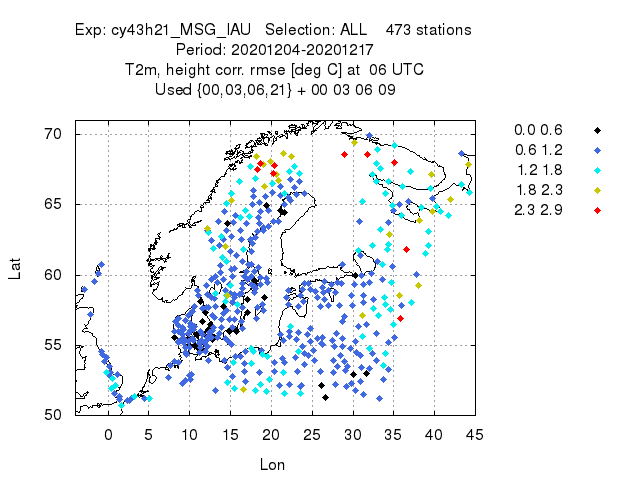 Exp: cy43h21_MSG_IAU   Selection: ALL    473 stations
Period: 20201204-20201217
T2m, height corr. rmse [deg C] at  06 UTC
Used {00,03,06,21} + 00 03 06 09
0.0 0.6
0.6 1.2
1.2 1.8
1.8 2.3
2.3 2.9
70
65
60
55
50
Lat
0 5 10 15 20 25 30 35 40 45
Lon